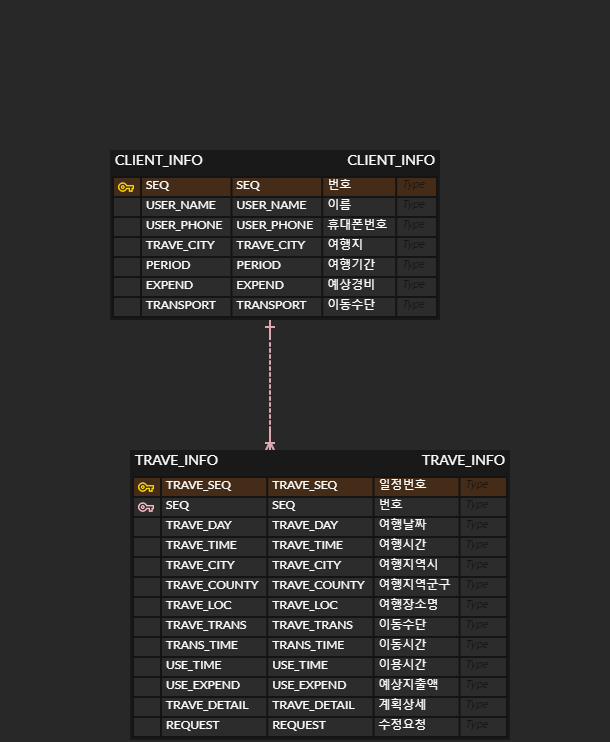 CLIENT_INFO CLIENT_INFO
SEQ SEQ 번호 Type
USER_NAME USER_NAME 이름 Type
USER_PHONE USER_PHONE 휴대폰번호 Type
TRAVE_CITY TRAVE_CITY 여행지 Type
PERIOD PERIOD 여행기간 Type
EXPEND EXPEND 예상경비 Type
TRANSPORT TRANSPORT 이동수단 Type
TRAVE_INFO TRAVE_INFO
TRAVE_SEQ TRAVE_SEQ 일정번호 Type
SEQ SEQ 번호 Type
TRAVE_DAY TRAVE_DAY 여행날짜 Type
TRAVE_TIME TRAVE_TIME 여행시간 Type
TRAVE_CITY TRAVE_CITY 여행지역시 Type
TRAVE_COUNTY TRAVE_COUNTY 여행지역군구 Type
TRAVE_LOC TRAVE_LOC 여행장소명 Type
TRAVE_TRANS TRAVE_TRANS 이동수단 Type
TRANS_TIME TRANS_TIME 이동시간 Type
USE_TIME USE_TIME 이용시간 Type
USE_EXPEND USE_EXPEND 예상지출액 Type
TRAVE_DETAIL TRAVE_DETAIL 계획상세 Type
REQUEST REQUEST 수정요청 Type